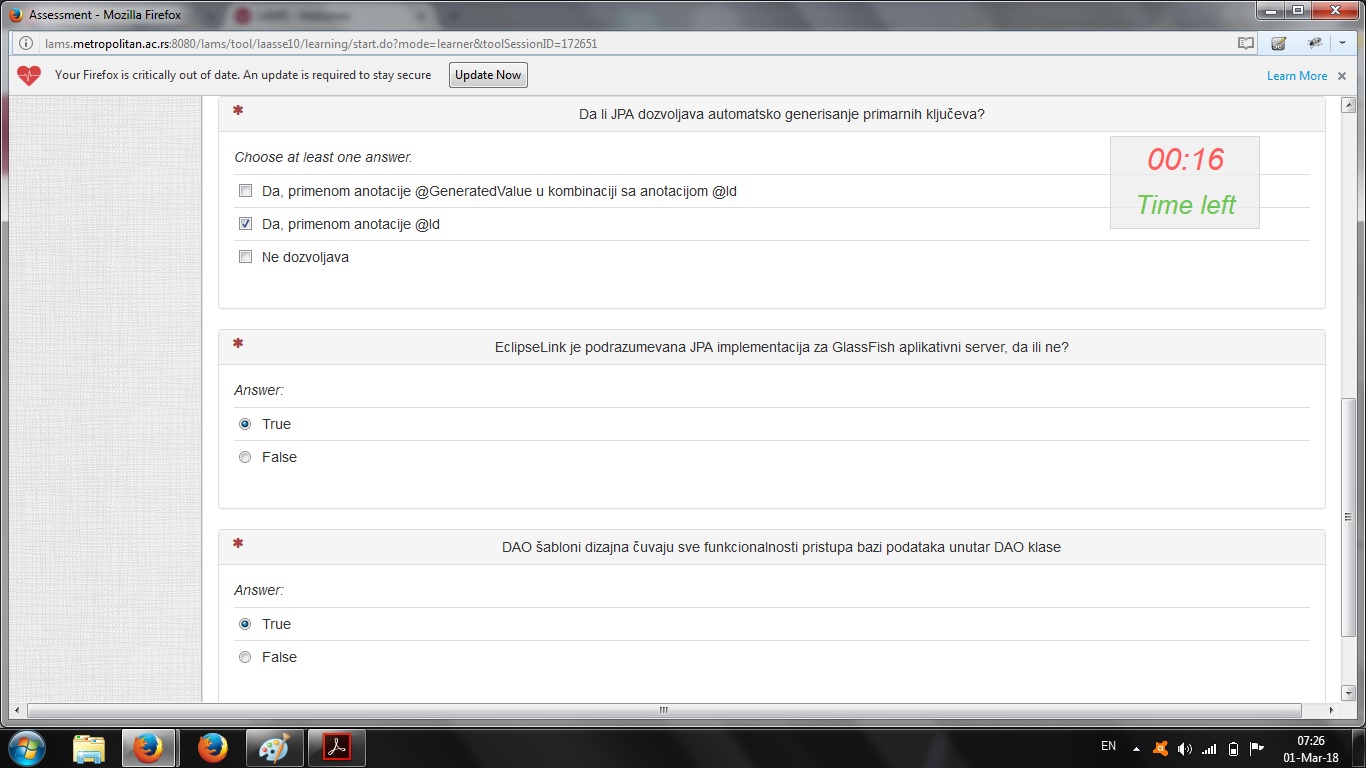 Assessment - Mozilla Firefox
lams.metropolitan.ac.rs:8080/lams/tool/laasse10/learning/start.do?mode=learner&toolSessionID=172651
Your Firefox is critically out of date. An update is required to stay secure
Update Now
Learn More
Da li JPA dozvoljava automatsko generisanje primarnih ključeva?
00:16
Time left
Choose at least one answer.
Da, primenom anotacije @GeneratedValue u kombinaciji sa anotacijom @Id
Da, primenom anotacije @Id
Ne dozvoljava
EclipseLink je podrazumevana JPA implementacija za GlassFish aplikativni server, da ili ne?
Answer:
True
False
DAO šabloni dizajna čuvaju sve funkcionalnosti pristupa bazi podataka unutar DAO klase
Answer:
True
False
EN
07:26
01-Mar-18